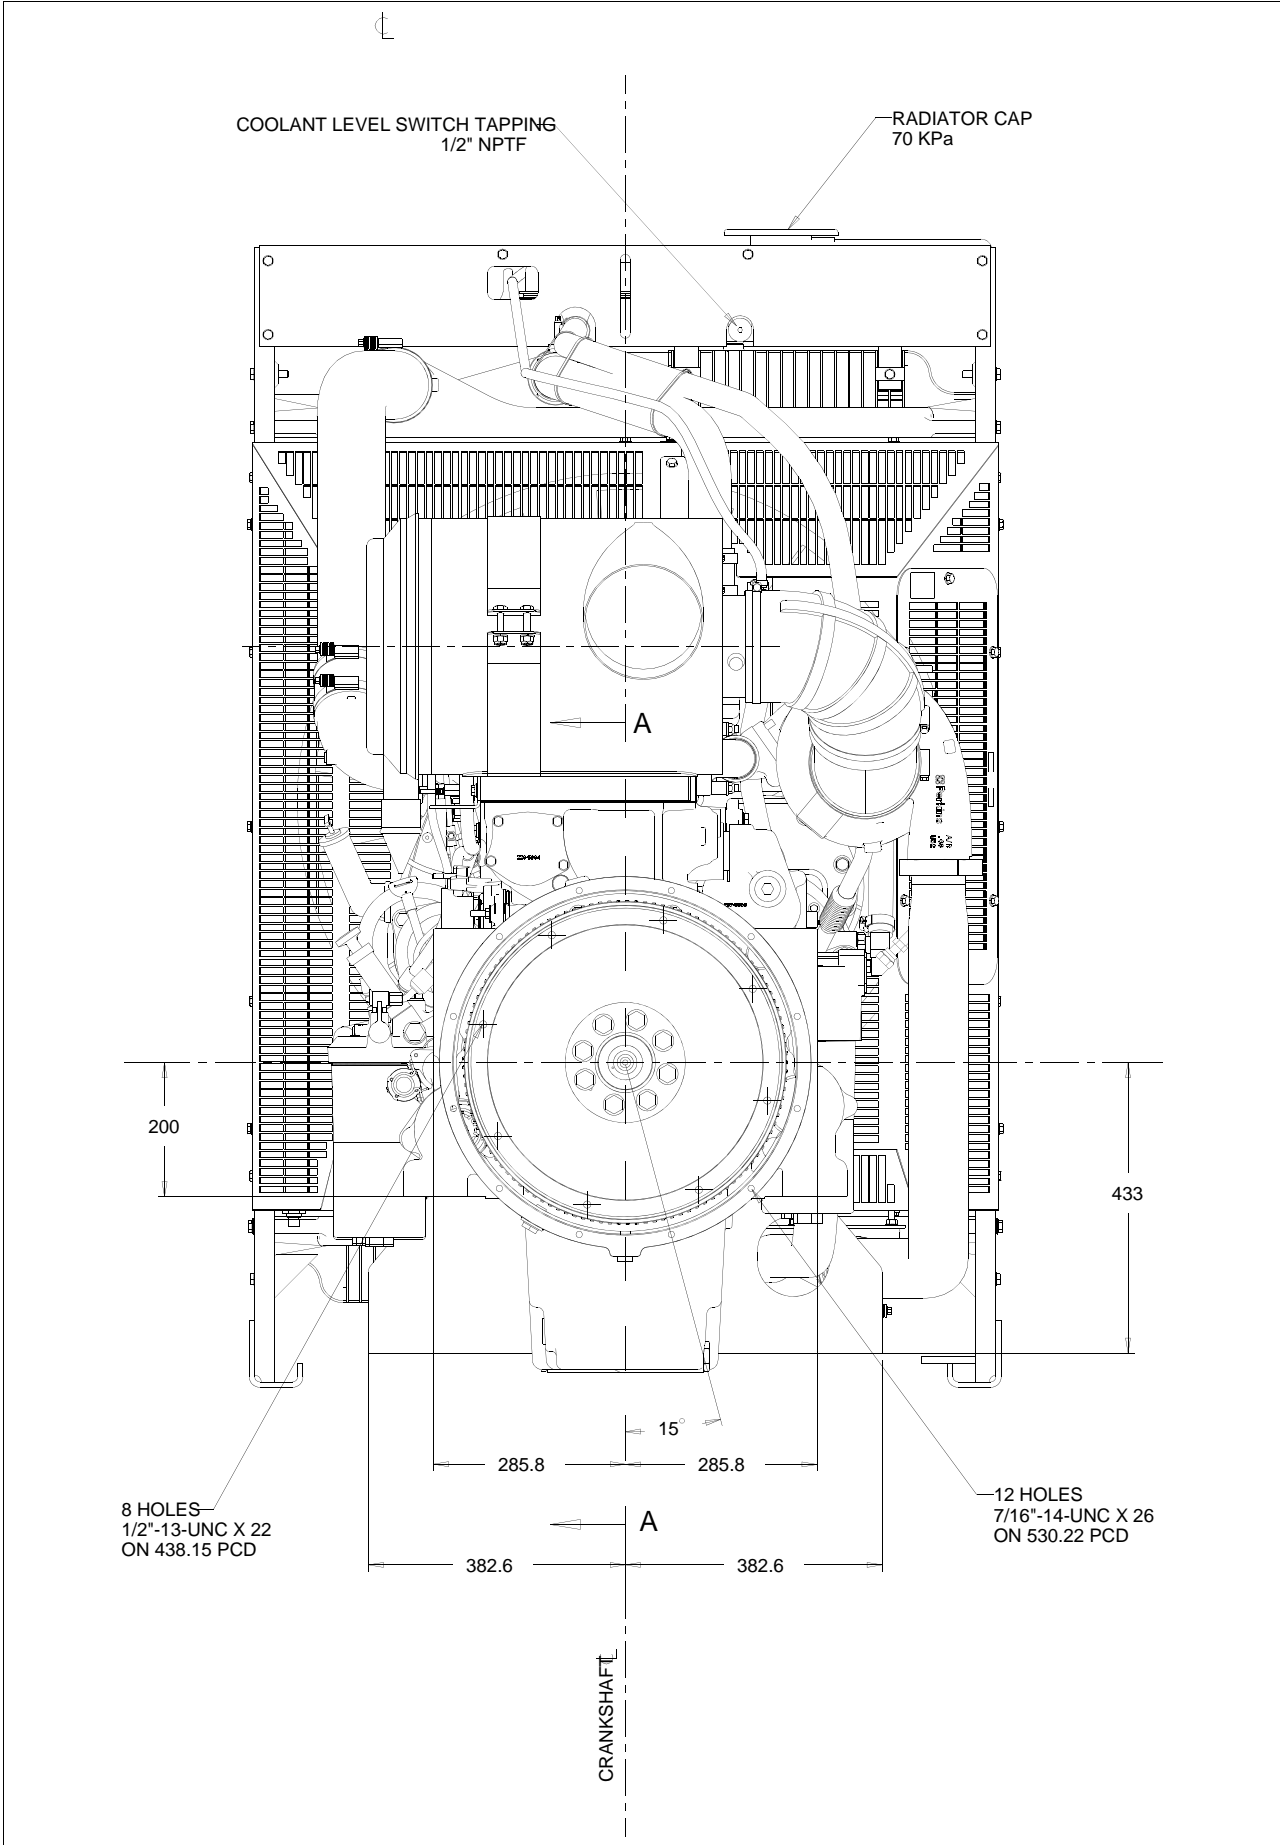 COOLANT LEVEL SWITCH TAPPING
1/2" NPTF
RADIATOR CAP
70 KPa
A
200
433
15°
285.8
285.8
8 HOLES
1/2"-13-UNC X 22
ON 438.15 PCD
A
12 HOLES
7/16"-14-UNC X 26
ON 530.22 PCD
382.6
382.6
CRANKSHAFT